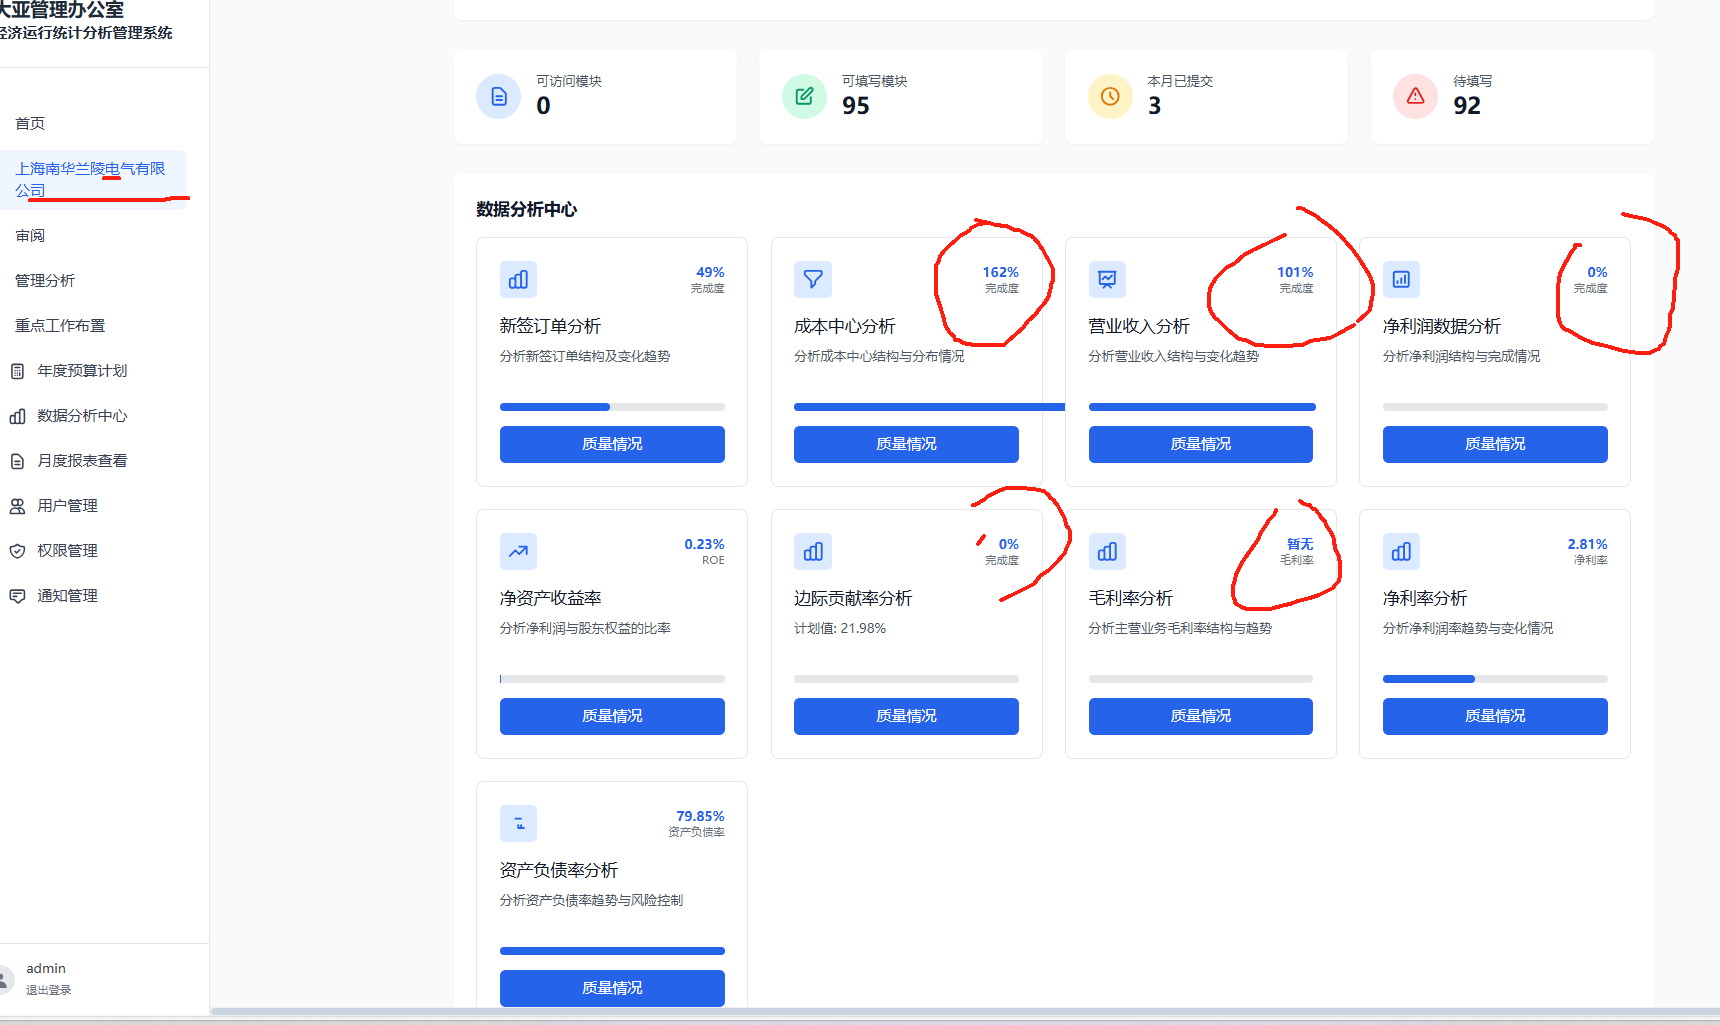 大亚管理办公室
经济运行统计分析管理系统
首页
上海南华兰陵电气有限
公司
审阅
管理分析
重点工作布置
年度预算计划
数据分析中心
月度报表查看
用户管理
权限管理
通知管理
admin
退出登录
可访问模块
0
可填写模块
95
本月已提交
3
待填写
92
数据分析中心
49%
完成度
新签订单分析
分析新签订单结构及变化趋势
质量情况
162%
完成度
成本中心分析
分析成本中心结构与分布情况
质量情况
101%
完成度
营业收入分析
分析营业收入结构与变化趋势
质量情况
0%
完成度
净利润数据分析
分析净利润结构与完成情况
质量情况
0.23%
ROE
净资产收益率
分析净利润与股东权益的比率
质量情况
0%
完成度
边际贡献率分析
计划值: 21.98%
质量情况
暂无
毛利率
毛利率分析
分析主营业务毛利率结构与趋势
质量情况
2.81%
净利率
净利率分析
分析净利润率趋势与变化情况
质量情况
79.85%
资产负债率
资产负债率分析
分析资产负债率趋势与风险控制
质量情况